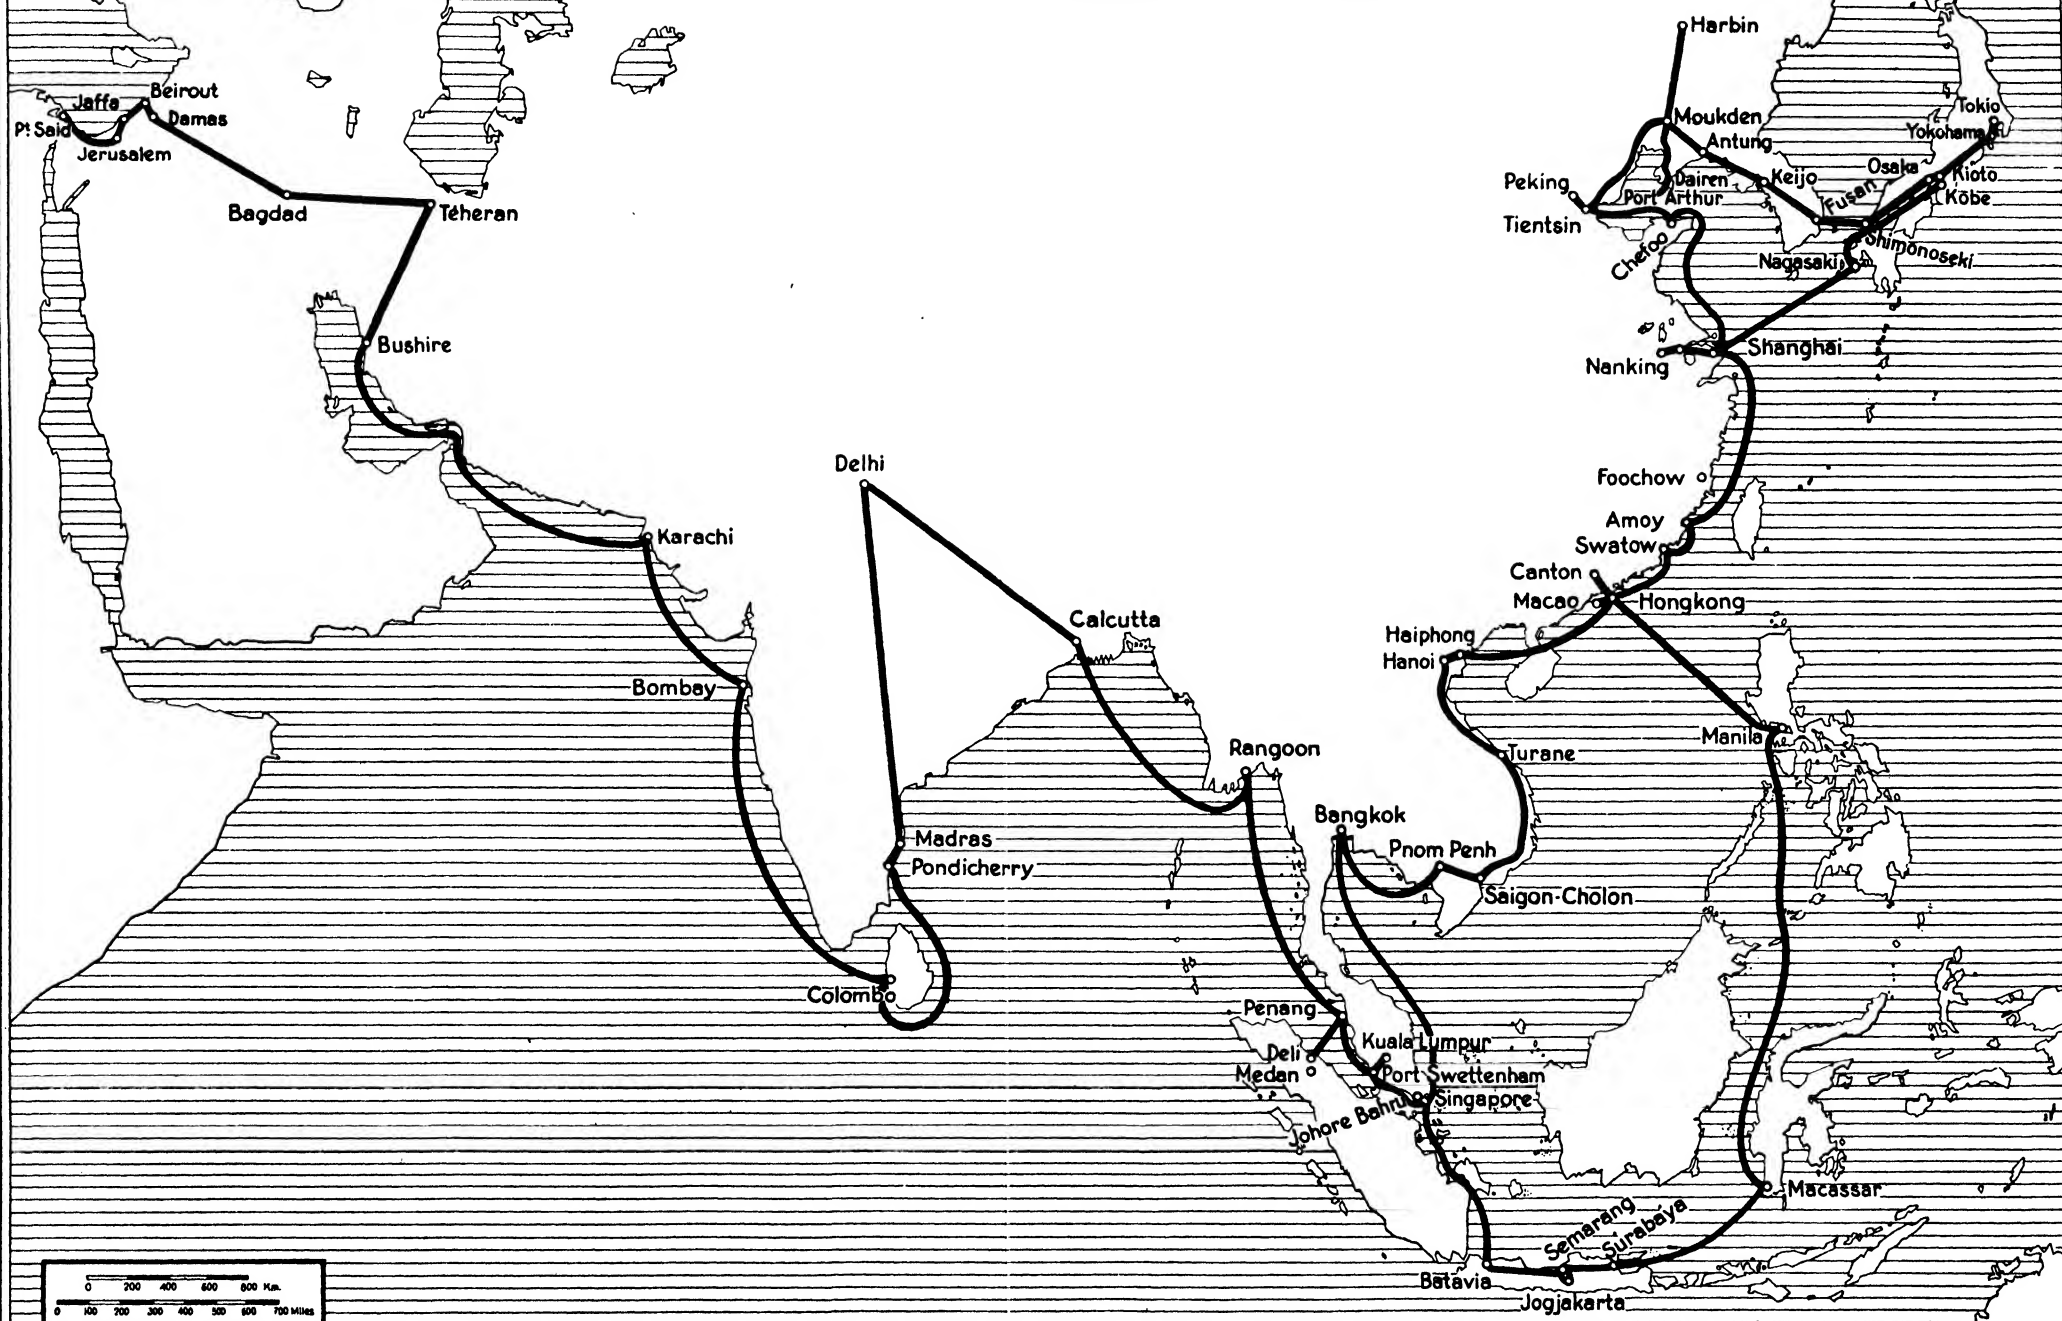 Harbin
Beirout
Jaffa
Pt Said
Damas
Jerusalem
Moukden
Tokio
Yokohama
Antung
Osaka
Kioto
Kobe
Peking
Dairen
Keijo
Port Arthur
Fusan
Bagdad
Téheran
Tientsin
Chefoo
Shimonoseki
Nagasaki
Bushire
Shanghai
Nanking
Delhi
Foochow
Amoy
Karachi
Swatow
Canton
Macao
Hongkong
Calcutta
Haiphong
Hanoi
Bombay
Manila
Rangoon
Turane
Bangkok
Madras
Pnom Penh
Pondicherry
Saigon-Cholon
Colombo
Penang
Kuala Lumpur
Deli
Medan
Port Swettenham
Singapore
Johore Bahru
Macassar
Semarang
Surabaya
Batavia
Jogjakarta
0 200 400 600 800 Km.
0 100 200 300 400 500 600 700 Miles